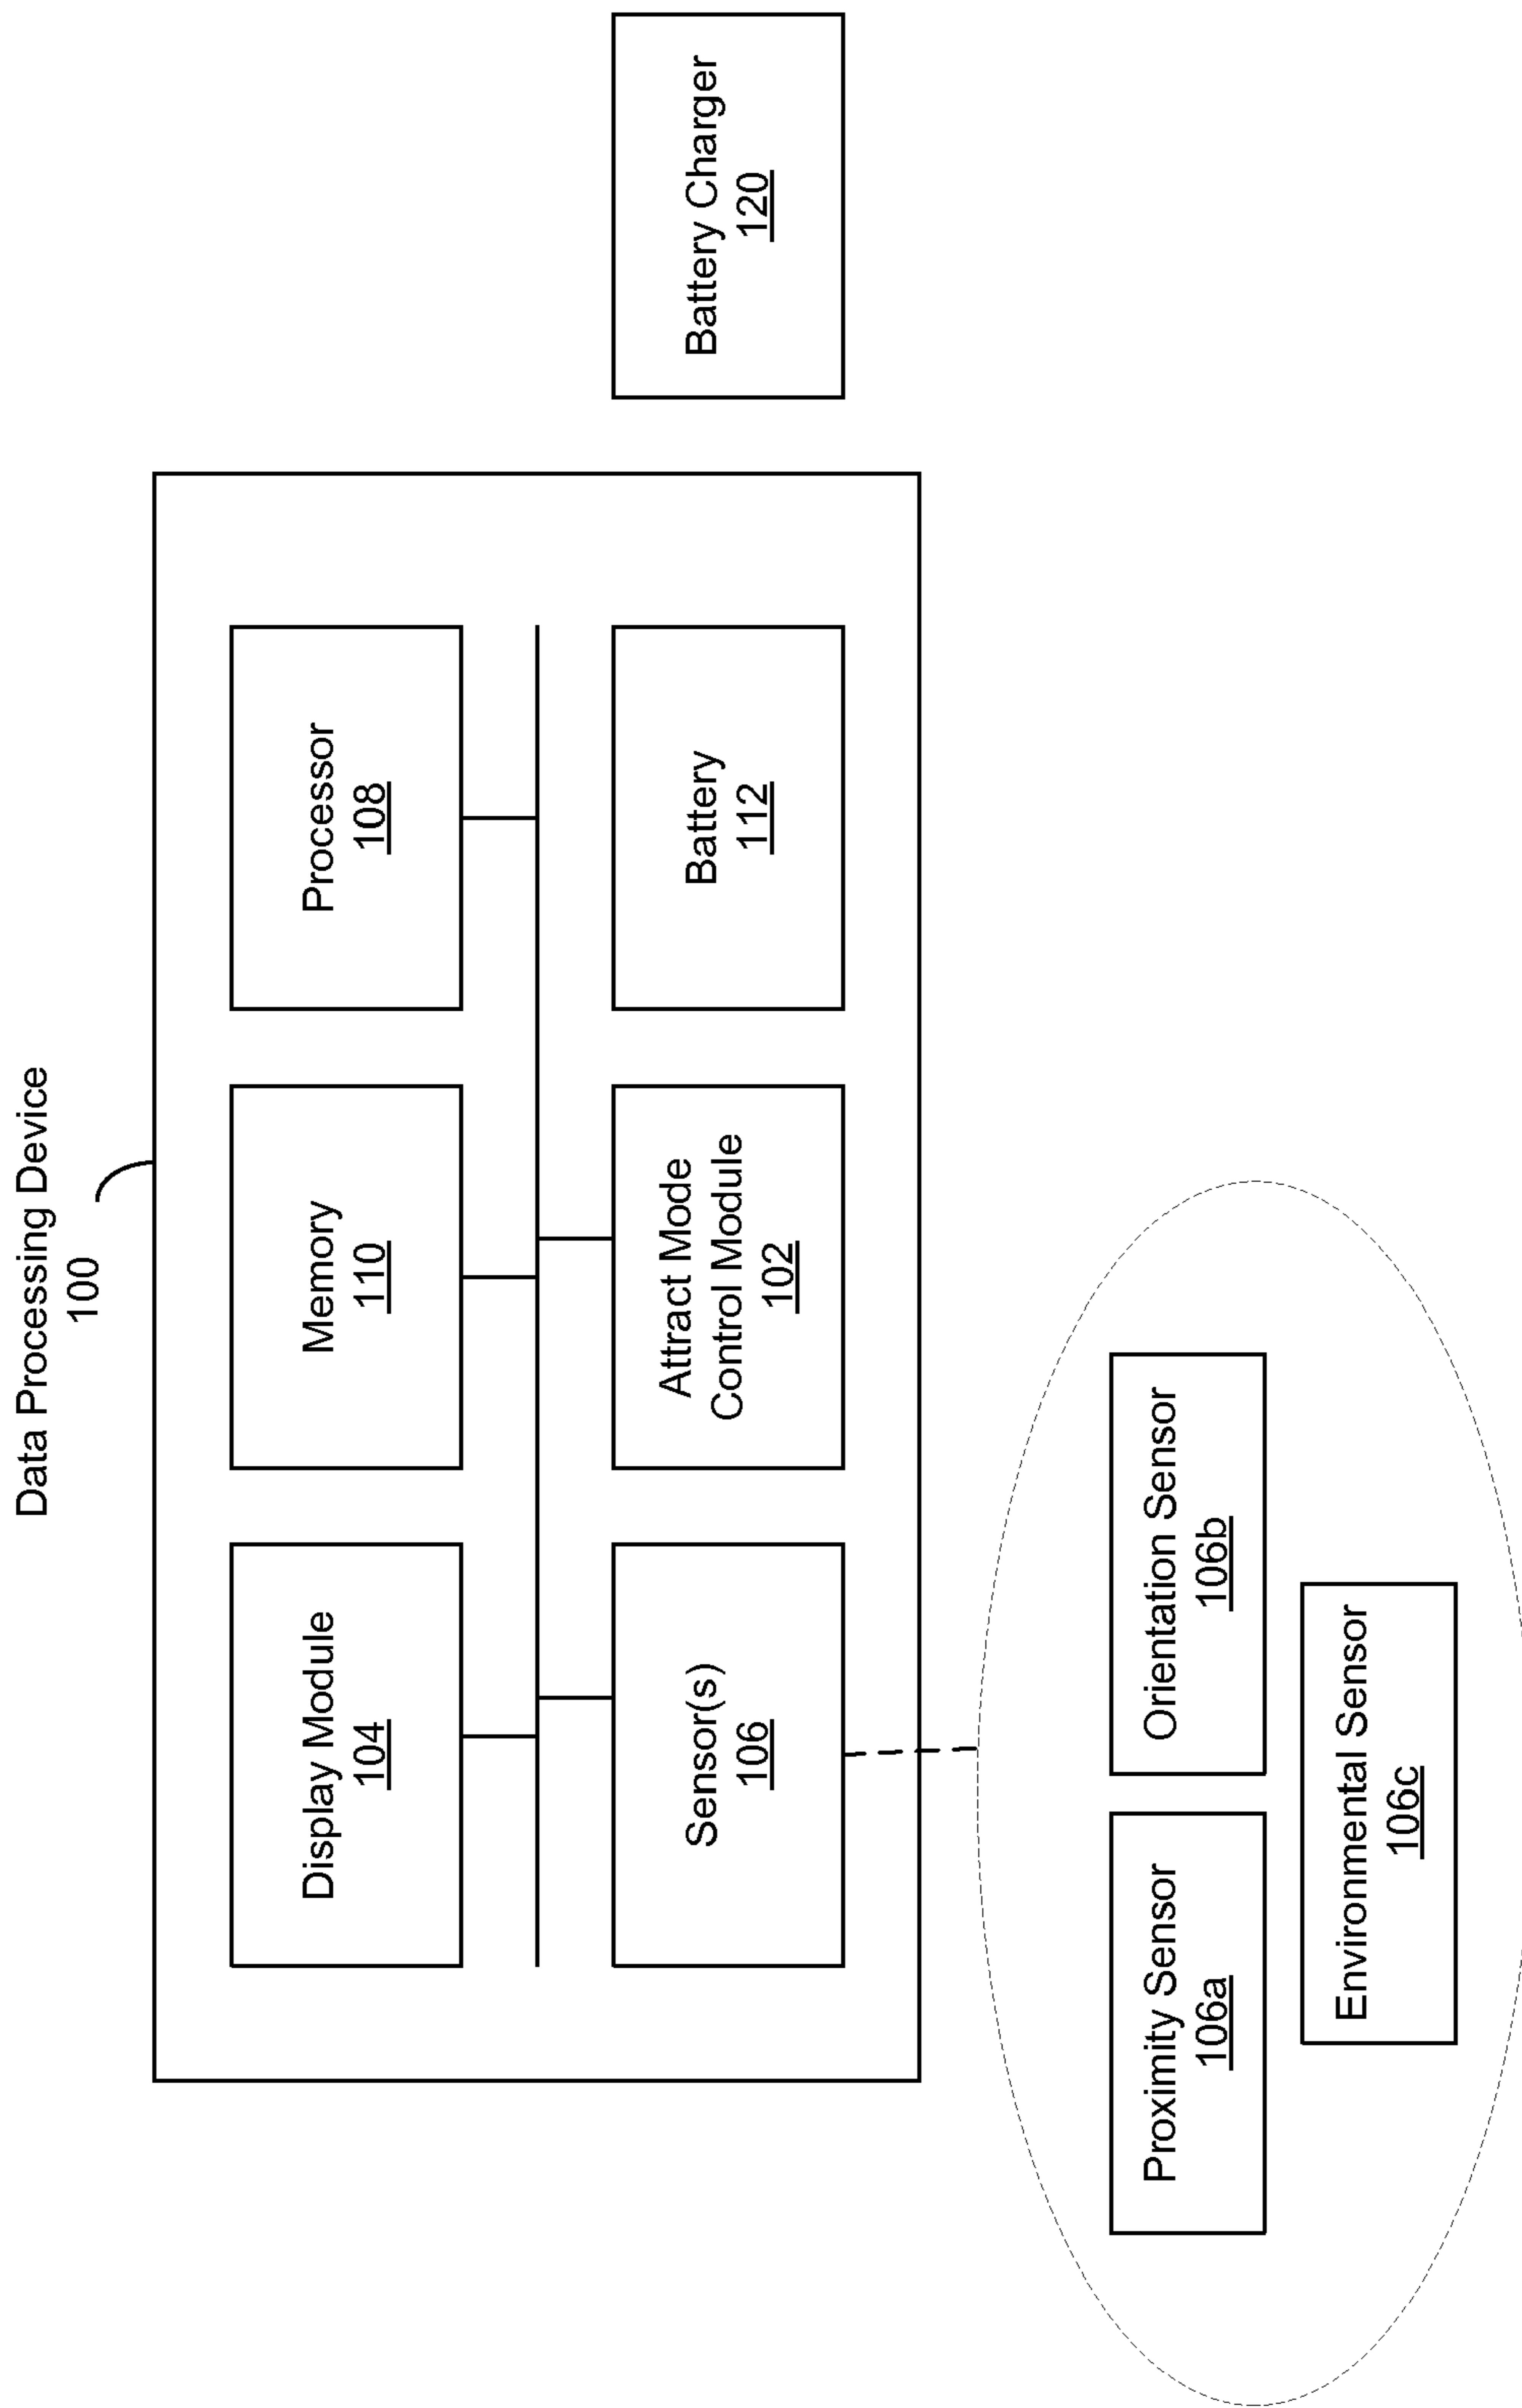 Data Processing Device
100
Display Module
104
Memory
110
Processor
108
Sensor(s)
106
Attract Mode
Control Module
102
Battery
112
Battery Charger
120
Proximity Sensor
106a
Orientation Sensor
106b
Environmental Sensor
106c